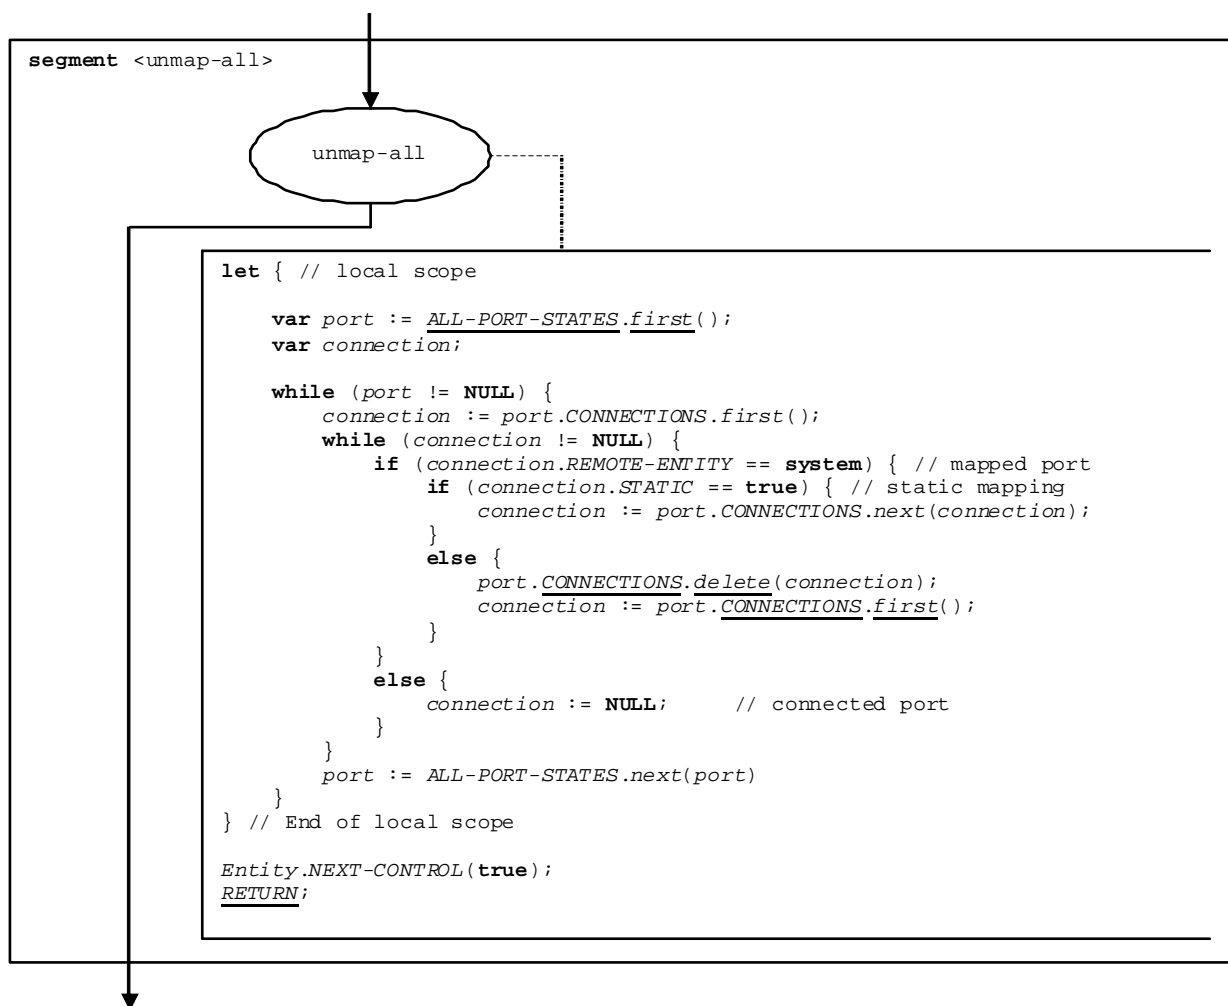 segment <unmap-all>
unmap-all
let { // local scope
var port := ALL-PORT-STATES.first();
var connection;
while (port != NULL) {
connection := port.CONNECTIONS.first();
while (connection != NULL) {
if (connection.REMOTE-ENTITY == system) { // mapped port
if (connection.STATIC == true) { // static mapping
connection := port.CONNECTIONS.next(connection);
}
else {
port.CONNECTIONS.delete(connection);
connection := port.CONNECTIONS.first();
}
}
else {
connection := NULL; // connected port
}
}
port := ALL-PORT-STATES.next(port)
}
} // End of local scope
Entity.NEXT-CONTROL(true);
RETURN;